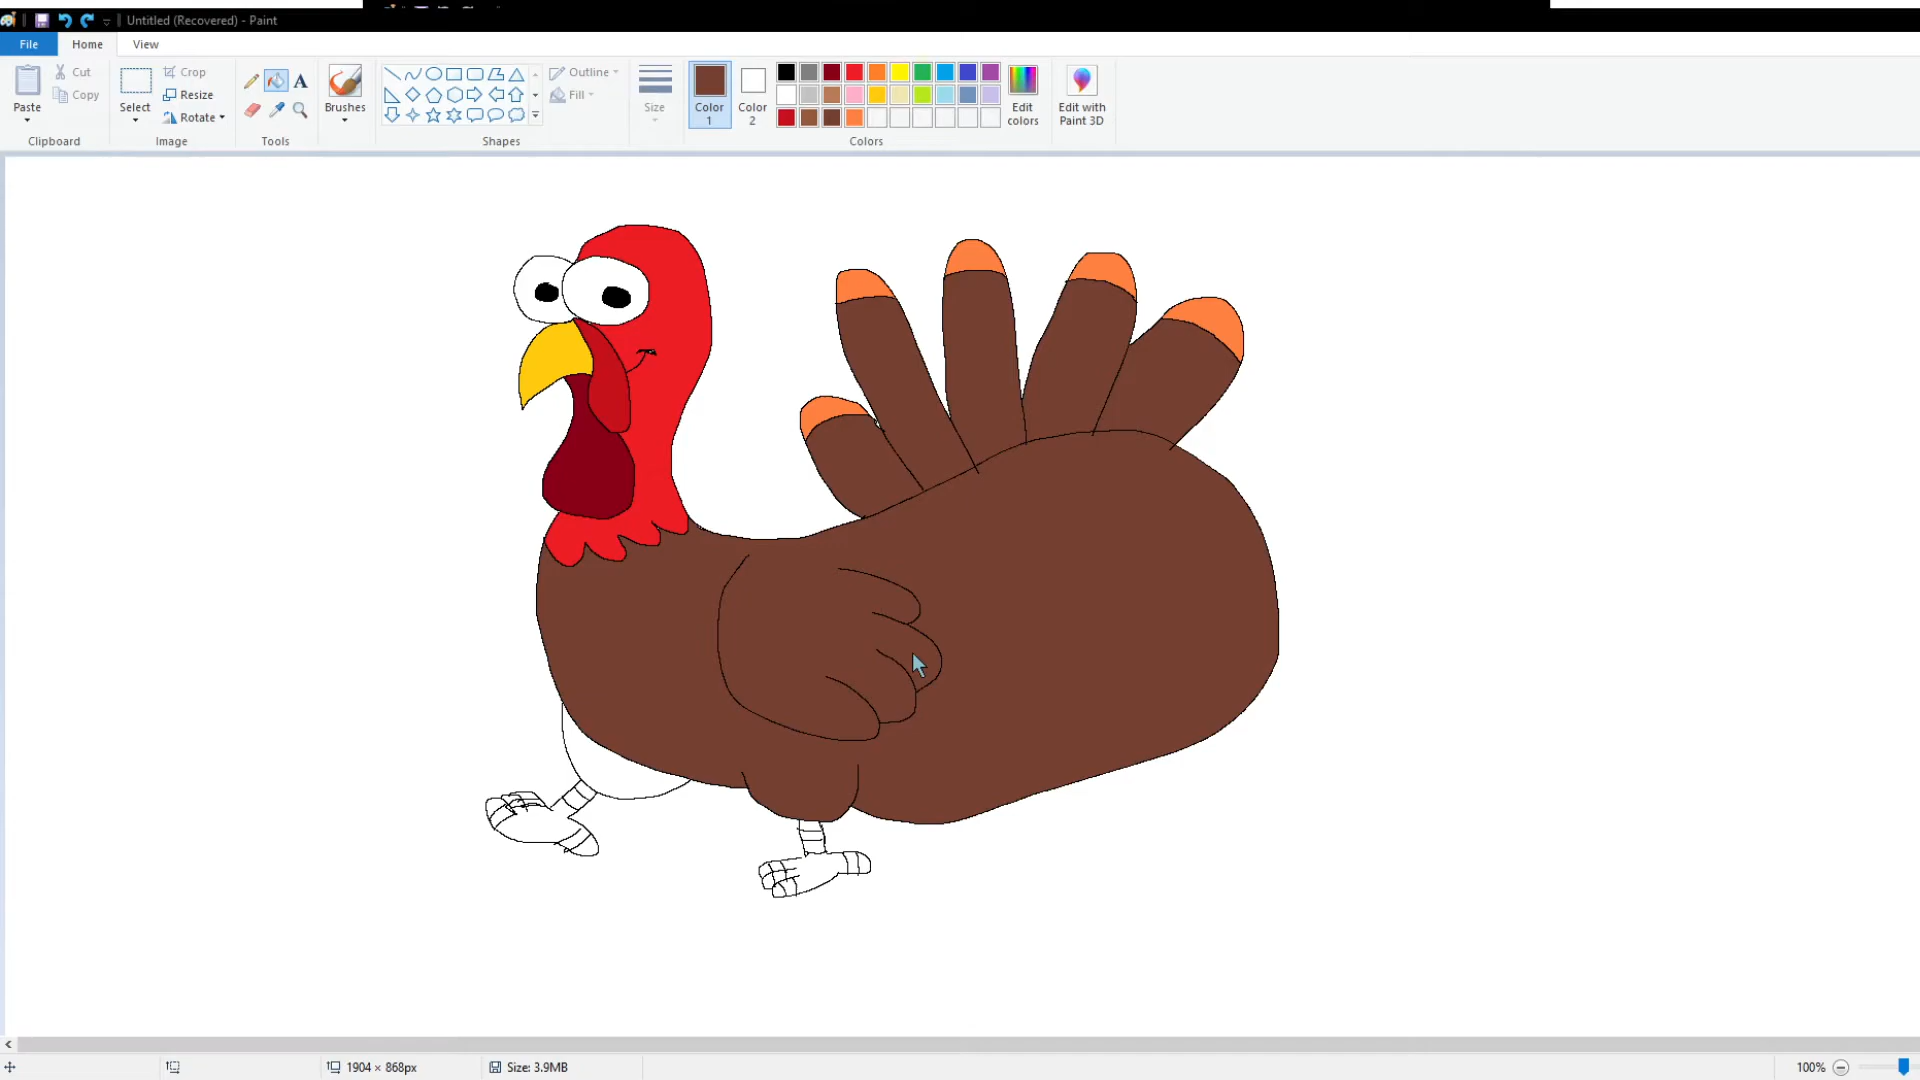 Untitled (Recovered) - Paint
File Home View
Paste
Cut
Copy
Clipboard
Select
Crop
Resize
Rotate
Image
A
Tools
Brushes
Shapes
Outline
Fill
Size
Color 1
Color 2
Colors
Edit colors
Edit with Paint 3D
1904 × 868px
Size: 3.9MB
100%